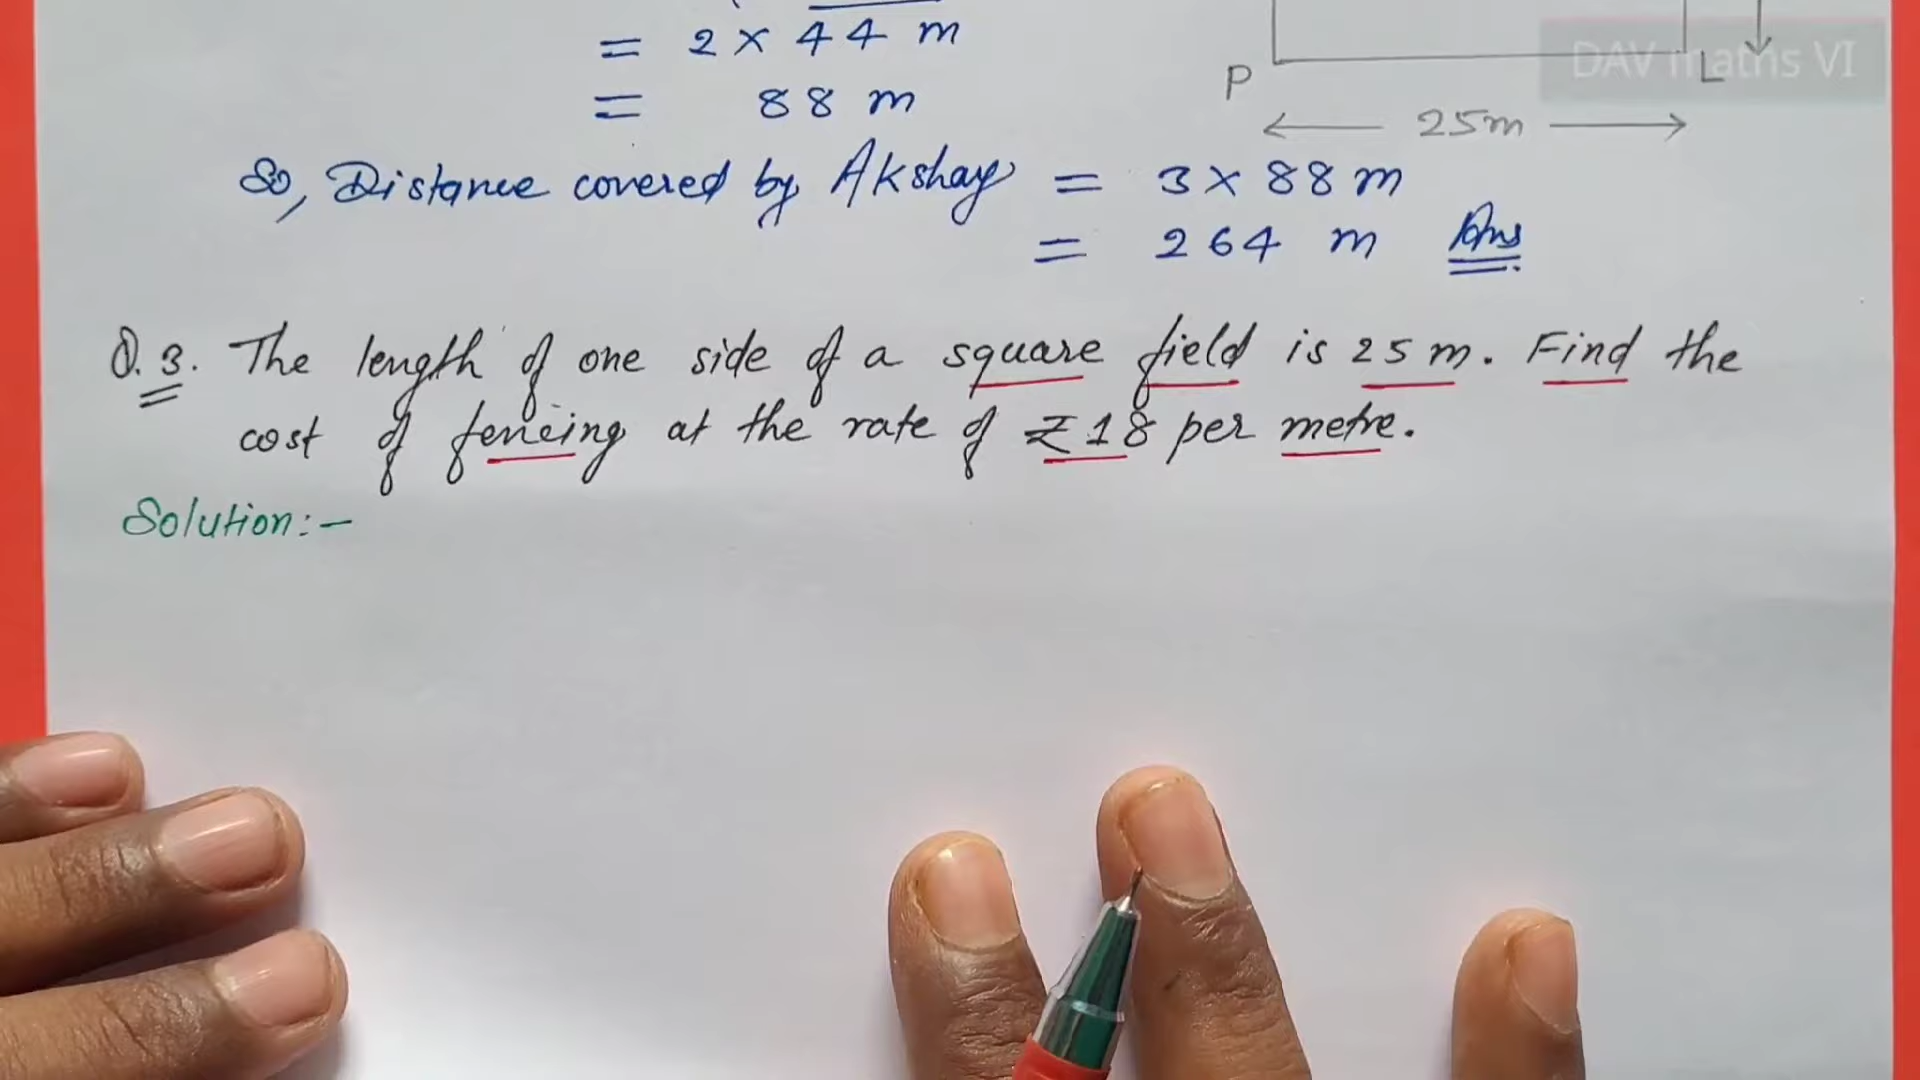 = 2 × 44 m
= 88 m
P
L
DAV maths VI
25m
So, Distance covered by Akshay = 3 × 88 m
= 264 m Ans.
Q.3. The length of one side of a square field is 25 m. Find the
cost of fencing at the rate of ₹18 per metre.
Solution:-